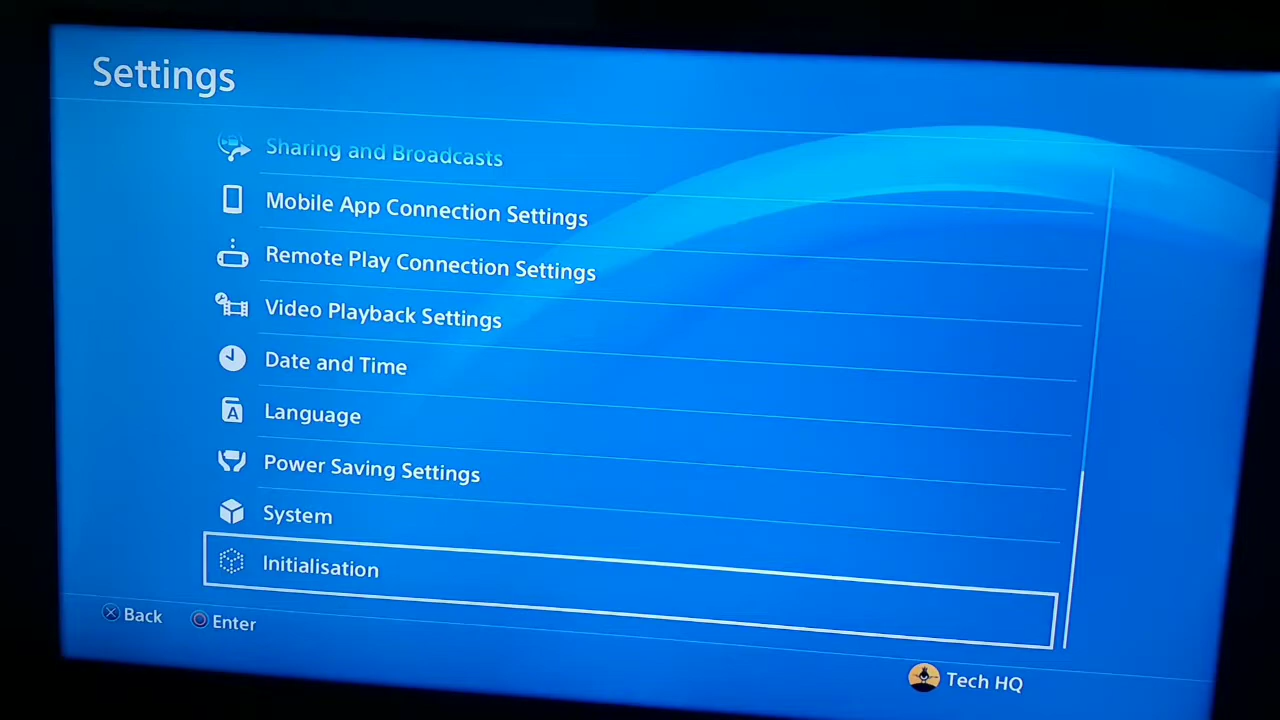 Settings
Sharing and Broadcasts
Mobile App Connection Settings
Remote Play Connection Settings
Video Playback Settings
Date and Time
Language
Power Saving Settings
System
Initialisation
Back Enter
Tech HQ